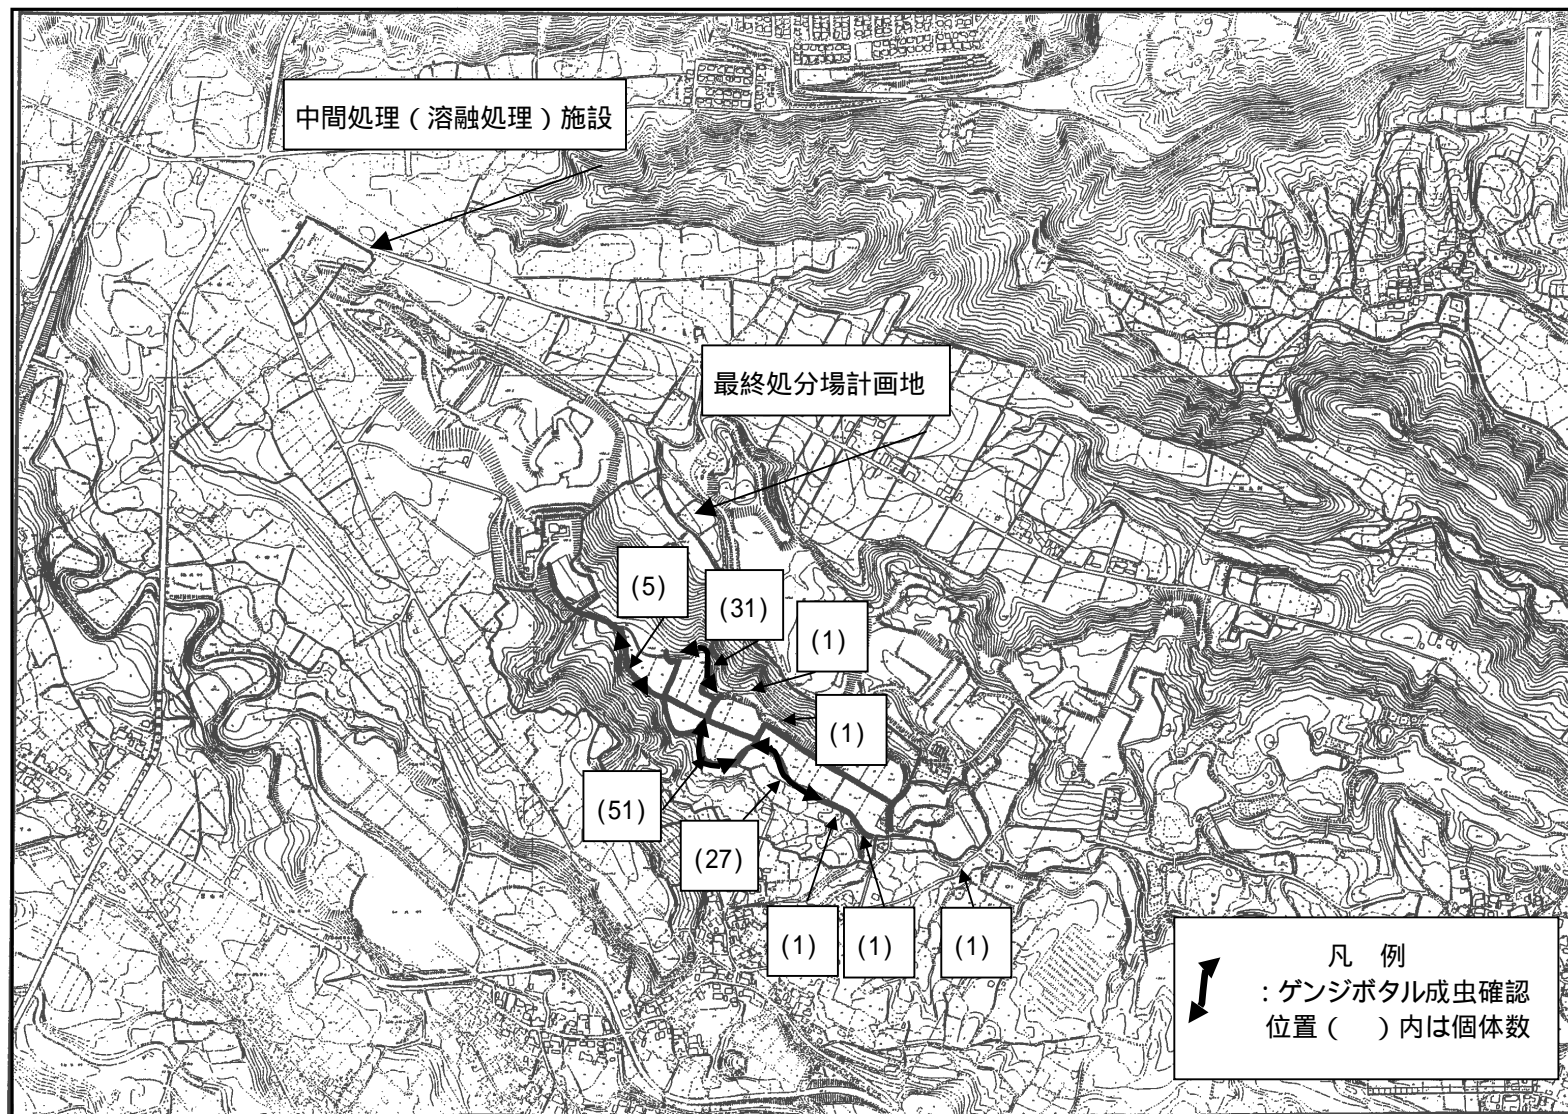 中間処理（溶融処理）施設
最終処分場計画地
(5)
(31)
(1)
(1)
(51)
(27)
(1)
(1)
(1)
凡 例
：ゲンジボタル成虫確認
位置（ ）内は個体数